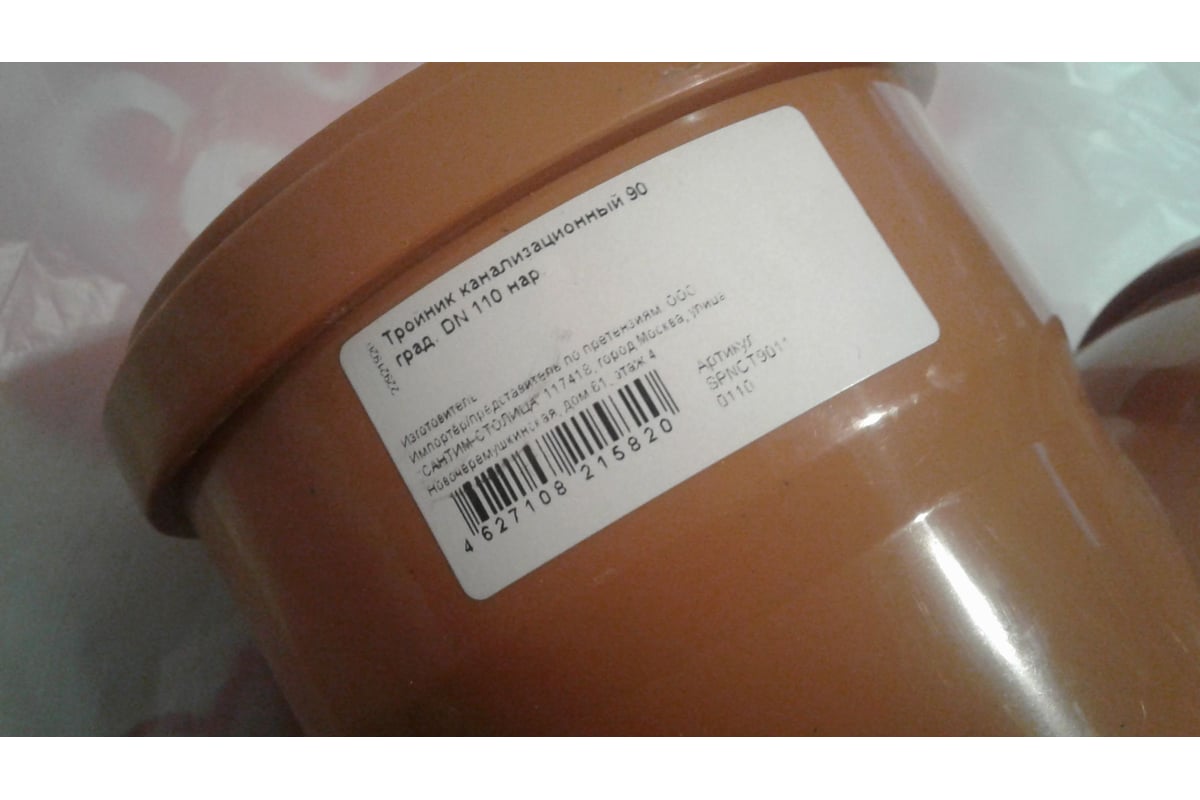 Тройник канализационный 90
град. DN 110 нар
Изготовитель
Импортер/представитель по претензиям: ООО
"САНТИМ-СТОЛИЦА" 117418, город Москва, улица
Новочеремушкинская, дом 61, этаж 4
4 627108 215820
Артикул
0110